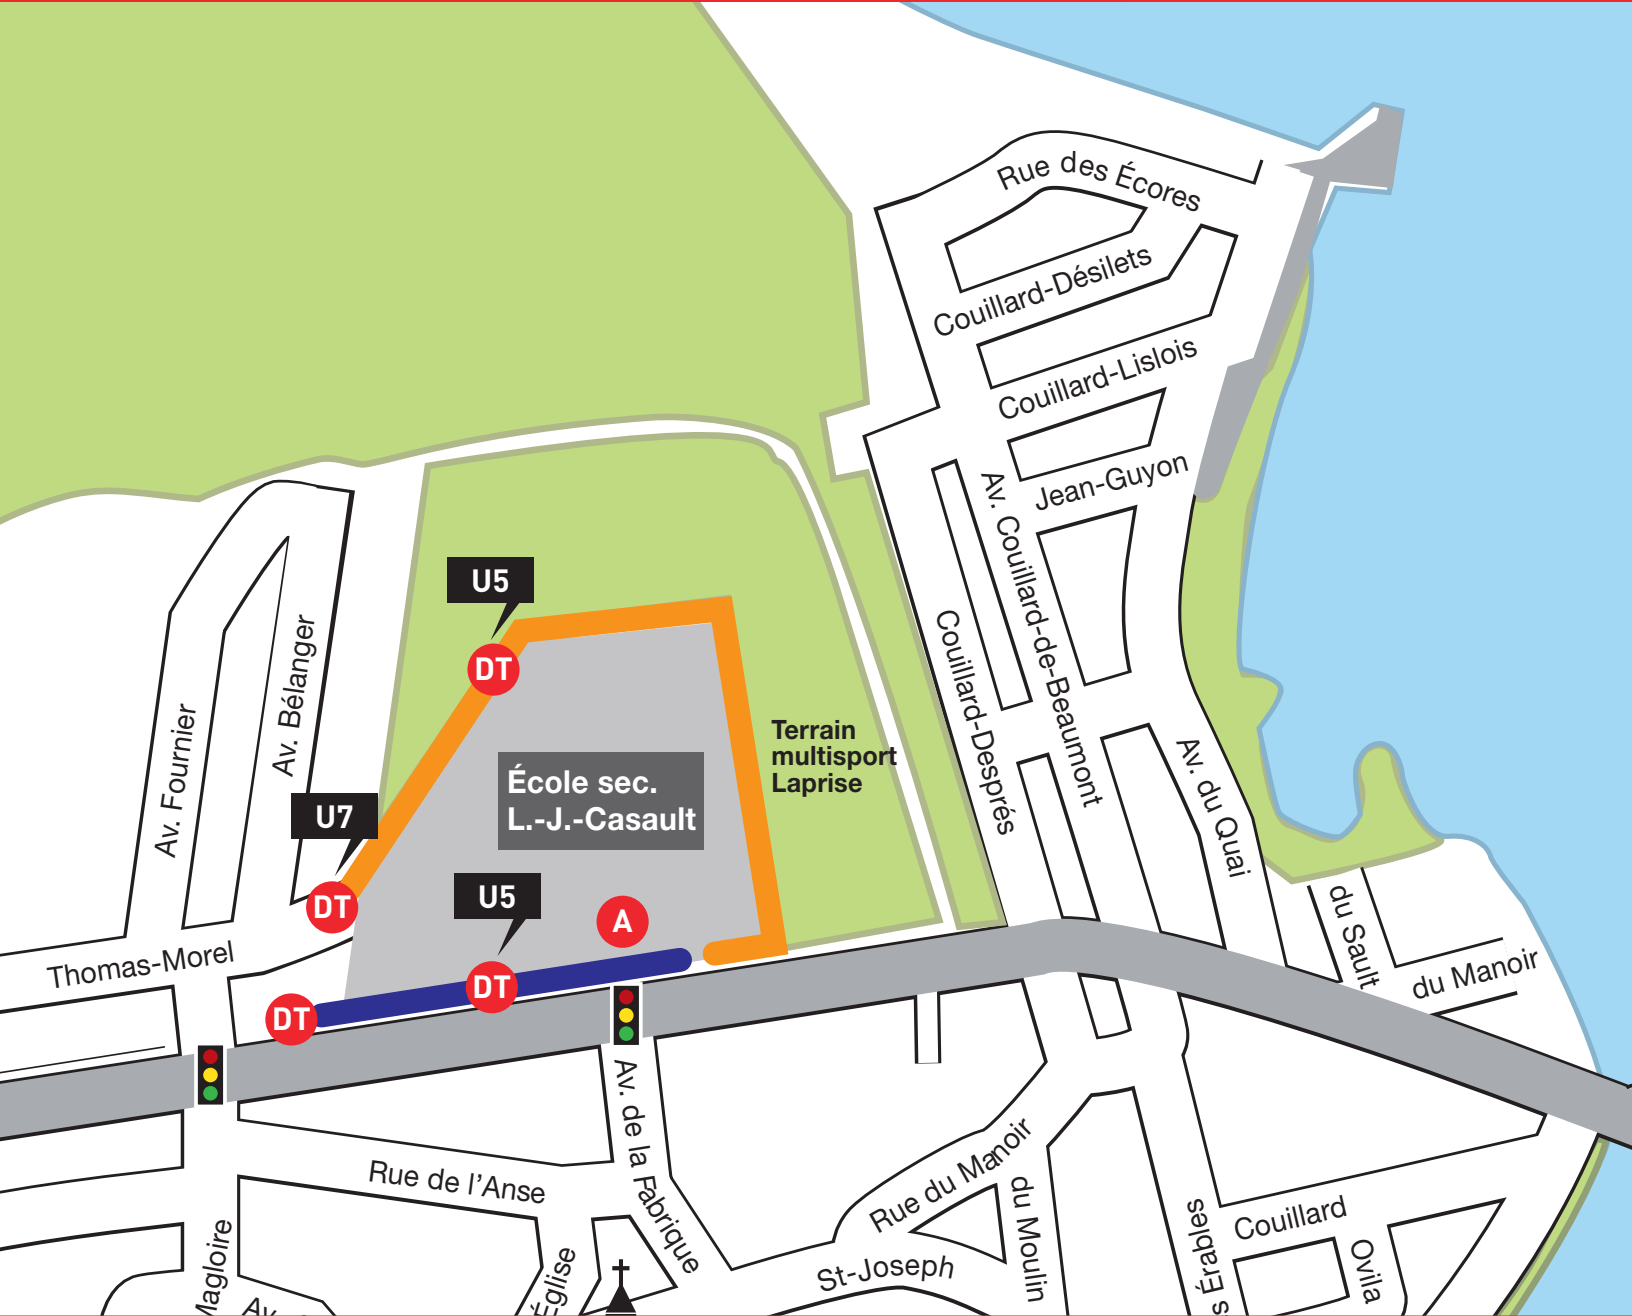 Rue des Écores
Couillard-Désilets
Couillard-Lislois
Jean-Guyon
Av. Couillard-de-Beaumont
Couillard-Després
Av. du Quai
U5
DT
Terrain
multisport
Laprise
École sec.
L.-J.-Casault
U7
DT
U5
A
DT
DT
Av. Fournier
Av. Bélanger
Thomas-Morel
du Sault
du Manoir
Av. de la Fabrique
Rue de l'Anse
Rue du Manoir
du Moulin
St-Joseph
s Érables
Couillard
Ovila
Magloire
Église
Av.